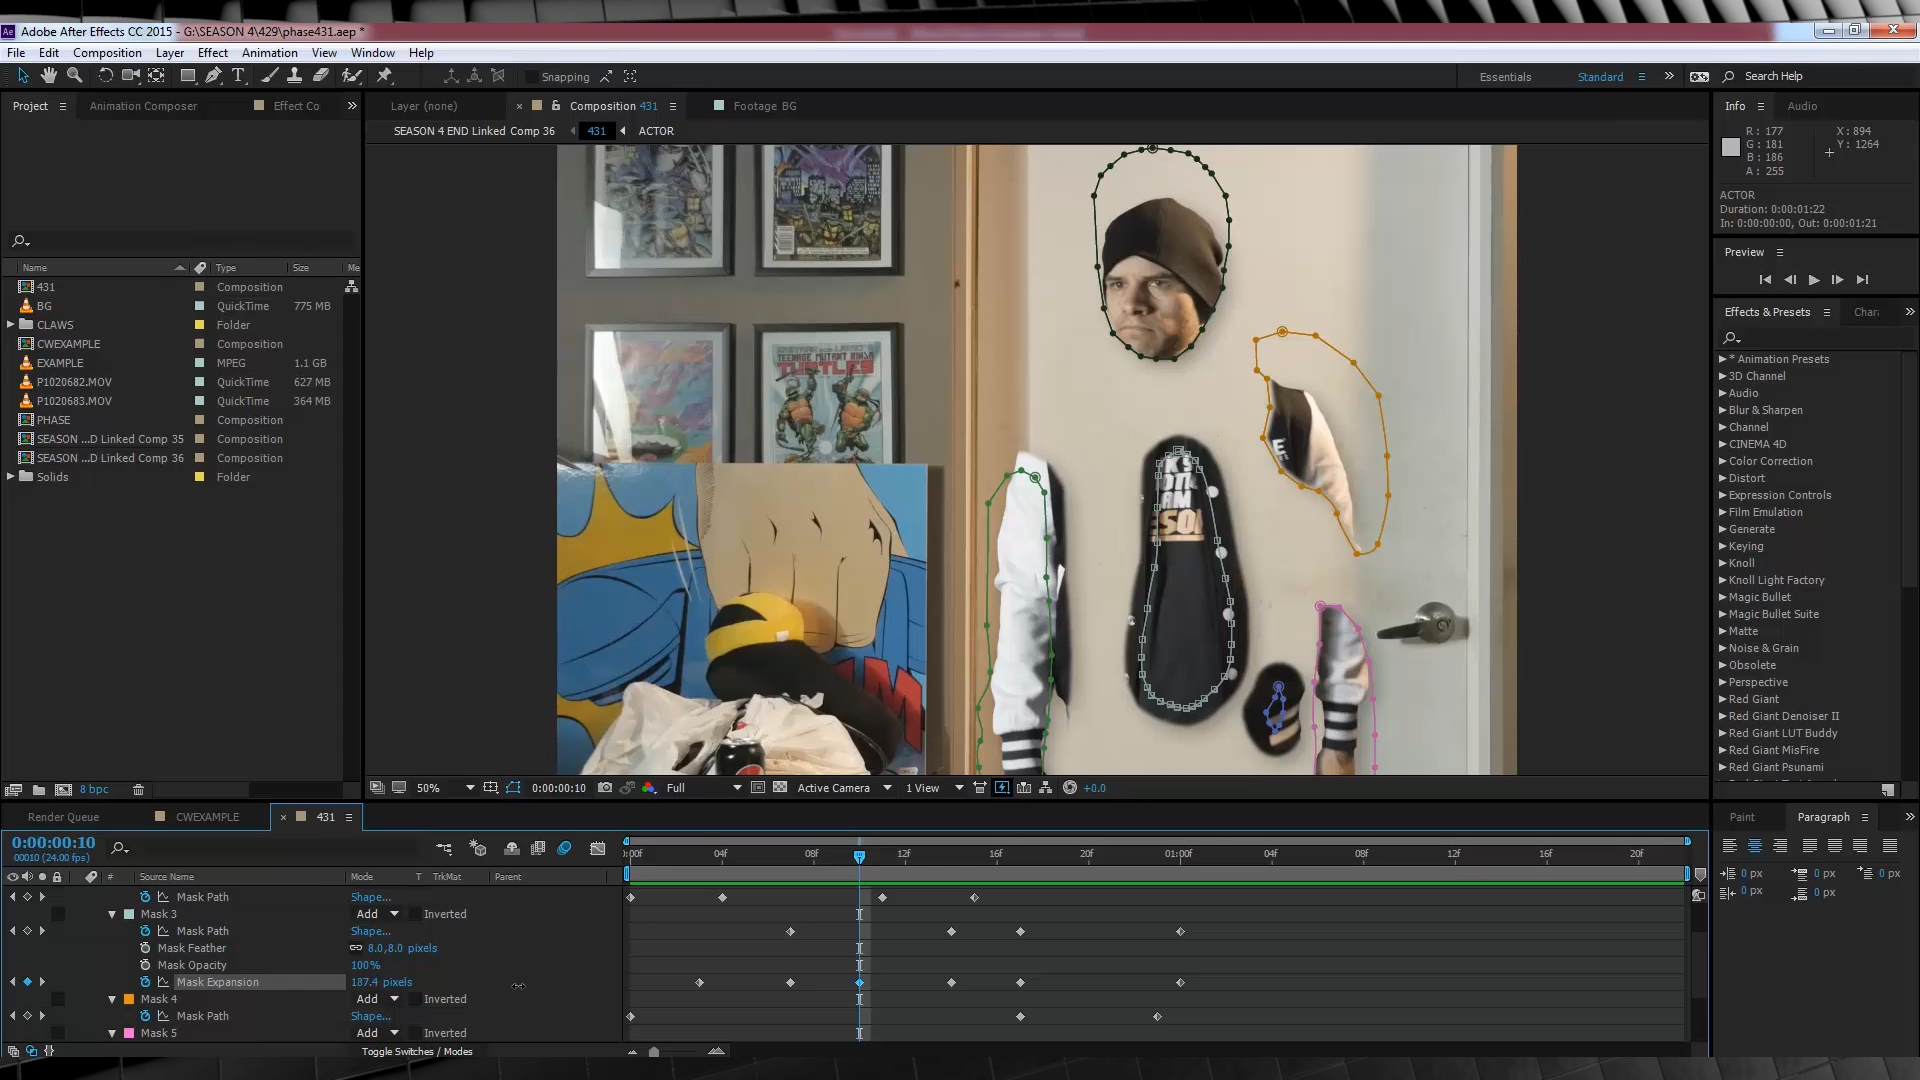 Adobe After Effects CC 2015 - G:\SEASON 4\429\phase431.aep *
File Edit Composition Layer Effect Animation View Window Help
Snapping
Essentials Standard Search Help
Project Animation Composer Effect Co
Layer (none) Composition 431 Footage BG
Info Audio
SEASON 4 END Linked Comp 36 431 ACTOR
R : 177 X : 894
G : 181 Y : 1264
B : 186
A : 255
ACTOR
Duration: 0:00:01:22
In: 0:00:00:00, Out: 0:00:01:21
Preview
Effects & Presets Chara
Name Type Size Me
431 Composition
BG QuickTime 775 MB
CLAWS Folder
CWEXAMPLE Composition
EXAMPLE MPEG 1.1 GB
P1020682.MOV QuickTime 627 MB
P1020683.MOV QuickTime 364 MB
PHASE Composition
SEASON ...D Linked Comp 35 Composition
SEASON ...D Linked Comp 36 Composition
Solids Folder
* Animation Presets
3D Channel
Audio
Blur & Sharpen
Channel
CINEMA 4D
Color Correction
Distort
Expression Controls
Film Emulation
Generate
Keying
Knoll
Knoll Light Factory
Magic Bullet
Magic Bullet Suite
Matte
Noise & Grain
Obsolete
Perspective
Red Giant
Red Giant Denoiser II
Red Giant LUT Buddy
Red Giant MisFire
Red Giant Psunami
TEENAGE MUTANT NINJA
TURTLES
8 bpc
50% 0:00:00:10 Full Active Camera 1 View +0.0
Render Queue CWEXAMPLE 431
Paint Paragraph
0:00:00:10
00010 (24.00 fps)
0:00f 04f 08f 12f 16f 20f 01:00f 04f 08f 12f 16f 20f
# Source Name Mode T TrkMat Parent
0 px 0 px 0 px
0 px 0 px
Mask Path Shape...
Mask 3 Add Inverted
Mask Path Shape...
Mask Feather 8.0,8.0 pixels
Mask Opacity 100%
Mask Expansion 187.4 pixels
Mask 4 Add Inverted
Mask Path Shape...
Mask 5 Add Inverted
Toggle Switches / Modes